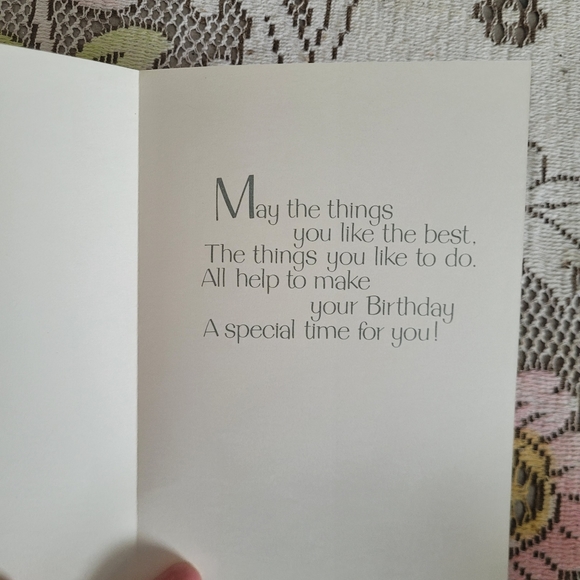 May the things
you like the best.
The things you like to do.
All help to make
your Birthday
A special time for you!